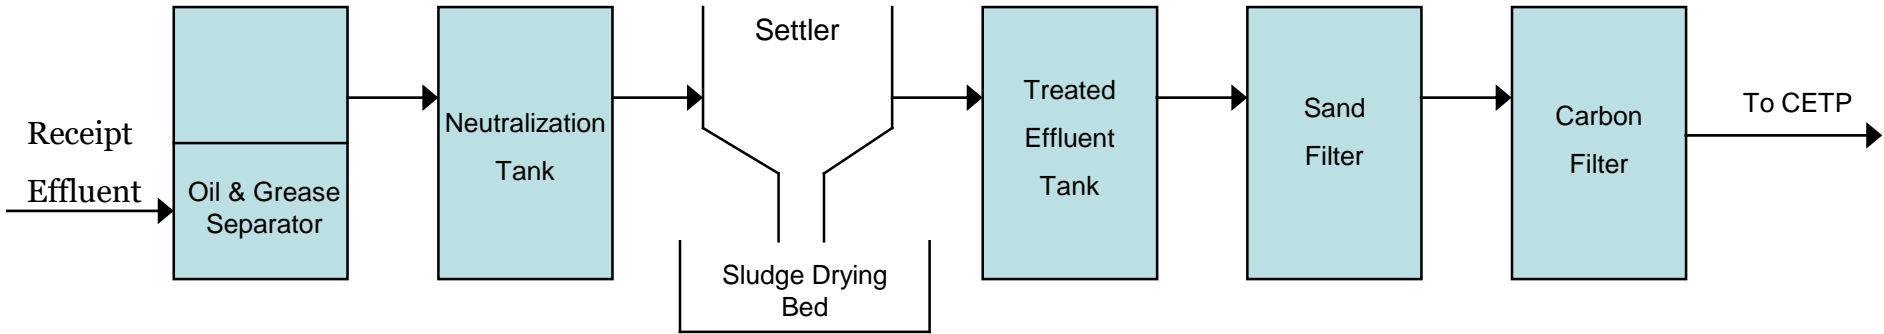 Receipt
Effluent
Oil & Grease
Separator
Neutralization
Tank
Settler
Sludge Drying
Bed
Treated
Effluent
Tank
Sand
Filter
Carbon
Filter
To CETP